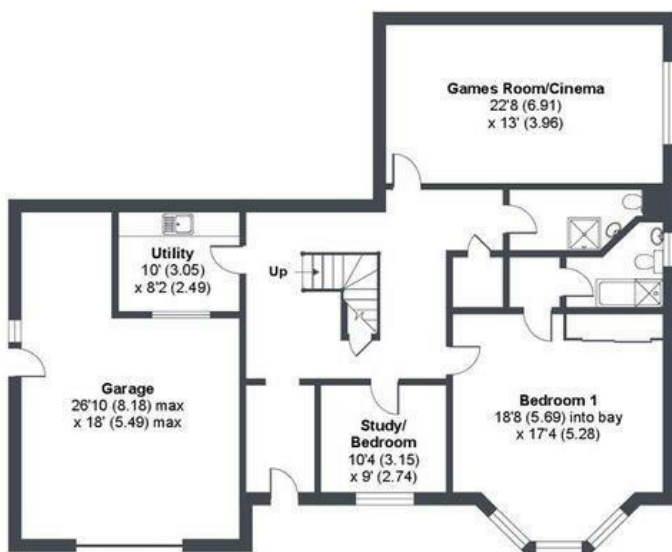 Games Room/Cinema
22'8 (6.91)
x 13' (3.96)
Utility
10' (3.05)
x 8'2 (2.49)
Up
Garage
26'10 (8.18) max
x 18' (5.49) max
Study/
Bedroom
10'4 (3.15)
x 9' (2.74)
Bedroom 1
18'8 (5.69) into bay
x 17'4 (5.28)